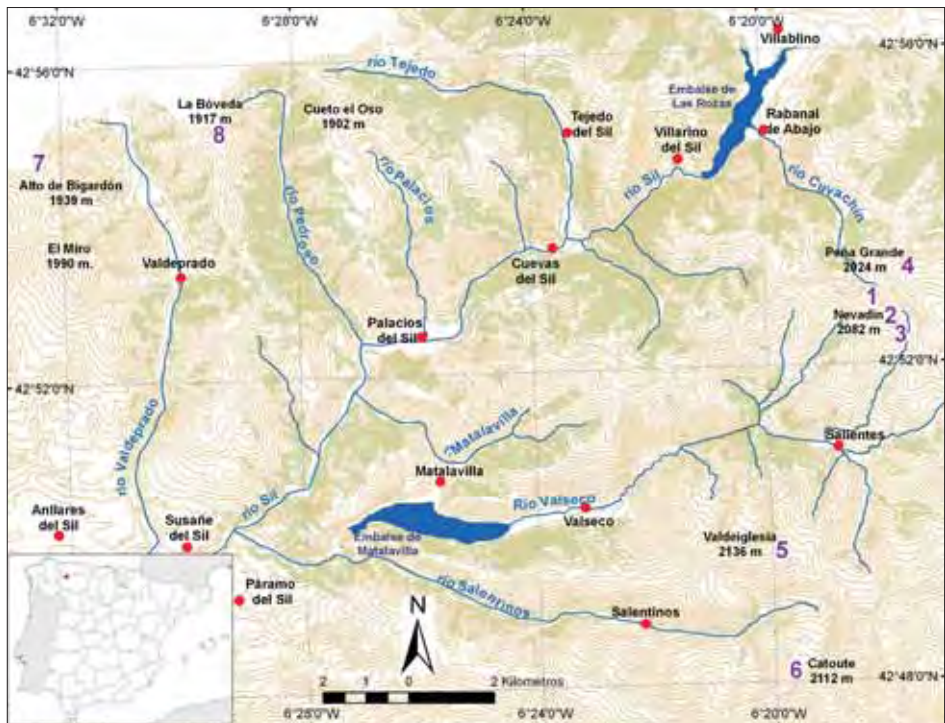 6°32'0"W
6°28'0"W
6°24'0"W
6°20'0"W
Villablino
42°56'0"N
42°56'0"N
río Tejedo
Embalse de
Las Rozas
La Bóveda
1917 m
8
Cueto el Oso
1902 m
Tejedo
del Sil
Villarino
del Sil
Rabanal
de Abajo
7
Alto de Bigardón
1939 m
río Palacios
río Sil
río Cuyachín
río Pedroso
El Miro
1990 m.
Valdeprado
Cuevas
del Sil
Peña Grande
2024 m
4
1
Nevadín
2082 m
2
3
Palacios
del Sil
42°52'0"N
42°52'0"N
río Valdeprado
Matalavilla
Salientes
Matalavilla
río Sil
Río Valseco
Valseco
Anllares
del Sil
Susañe
del Sil
Embalse de
Matalavilla
Valdeiglesia
2136 m
5
río Salentinos
Páramo
del Sil
N
Salentinos
6
Catoute
2112 m
42°48'0"N
2 1 0 2 Kilometros
6°25'0"W
6°24'0"W
6°20'0"W